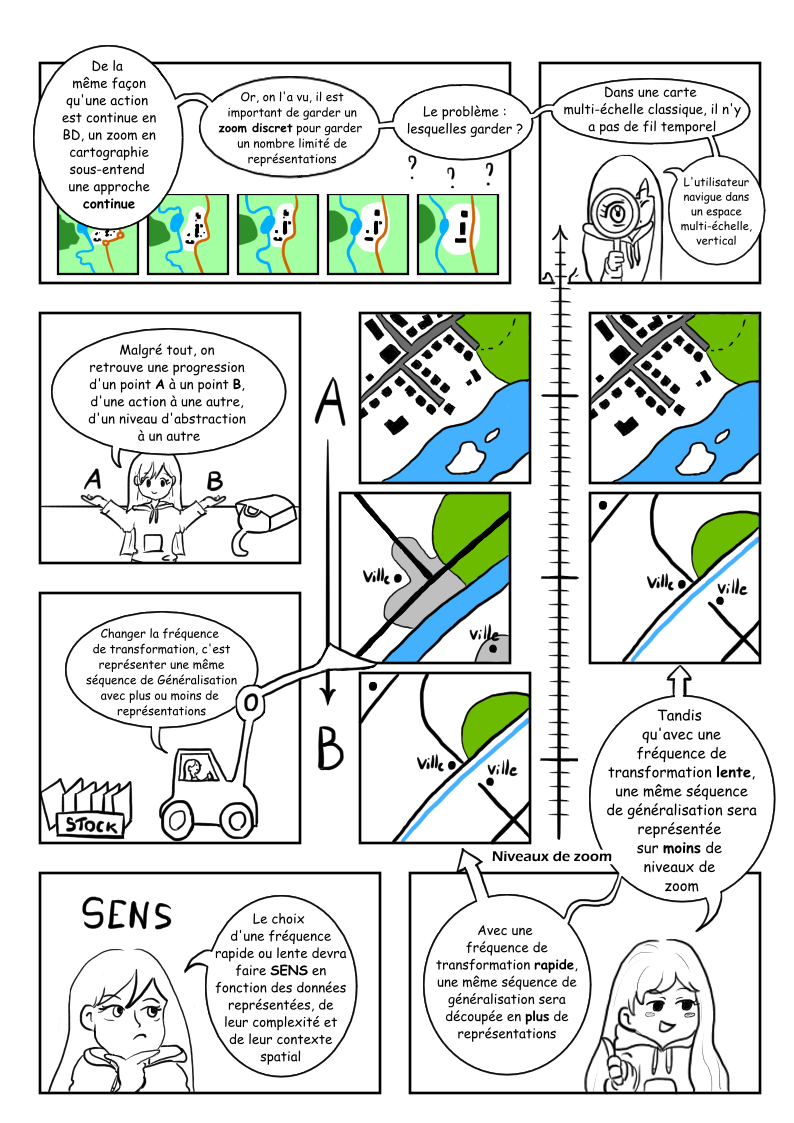 De la
même façon
qu'une action
est continue en
BD, un zoom en
cartographie
sous-entend
une approche
continue
Or, on l'a vu, il est
important de garder un
zoom discret pour garder
un nombre limité de
représentations
Le problème :
lesquelles garder ?
? ? ?
Dans une carte
multi-échelle classique, il n'y
a pas de fil temporel
L'utilisateur
navigue dans
un espace
multi-échelle,
vertical
Malgré tout, on
retrouve une progression
d'un point A à un point B,
d'une action à une autre,
d'un niveau d'abstraction
à un autre
A B
A
Ville
Ville
Ville
Ville
Changer la fréquence
de transformation, c'est
représenter une même
séquence de Généralisation
avec plus ou moins de
représentations
STOCK
B
Ville
Ville
Niveaux de zoom
Tandis
qu'avec une
fréquence de
transformation lente,
une même séquence
de généralisation sera
représentée
sur moins de
niveaux de
zoom
SENS
Le choix
d'une fréquence
rapide ou lente devra
faire SENS en
fonction des données
représentées, de
leur complexité et
de leur contexte
spatial
Avec une
fréquence de
transformation rapide,
une même séquence de
généralisation sera
découpée en plus de
représentations